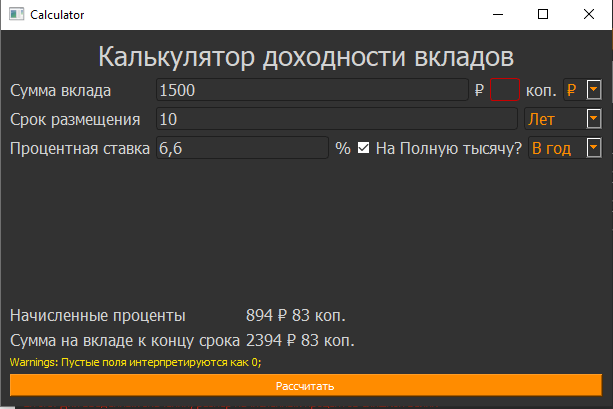 Calculator
Калькулятор доходности вкладов
Сумма вклада 1500 ₽ коп. ₽
Срок размещения 10 Лет
Процентная ставка 6,6 % На Полную тысячу? В год
Начисленные проценты 894 ₽ 83 коп.
Сумма на вкладе к концу срока 2394 ₽ 83 коп.
Warnings: Пустые поля интерпретируются как 0;
Рассчитать